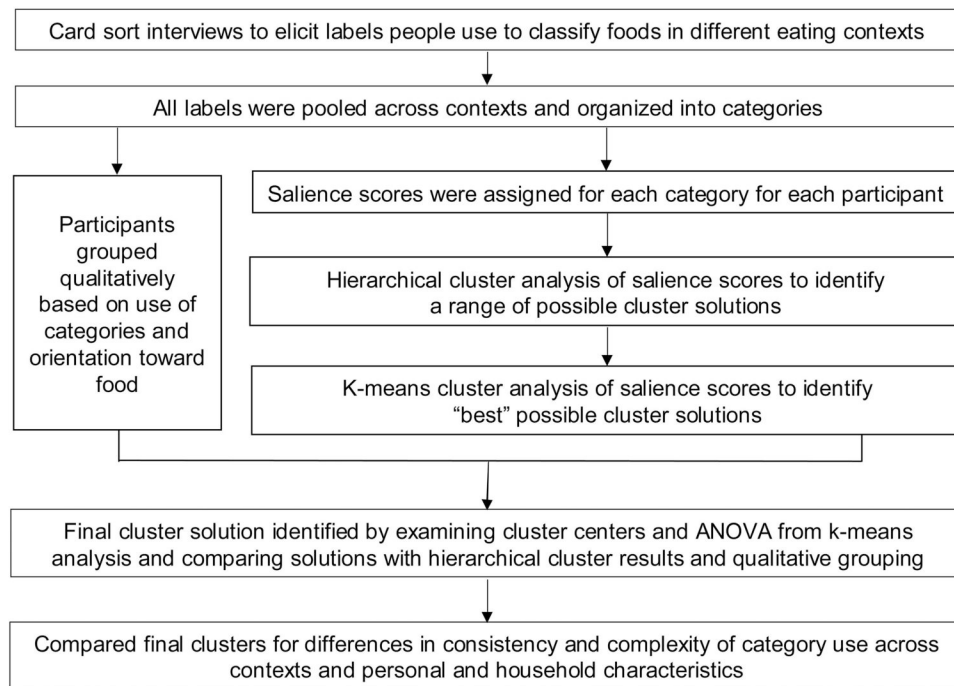 Card sort interviews to elicit labels people use to classify foods in different eating contexts
All labels were pooled across contexts and organized into categories
Participants
grouped
qualitatively
based on use of
categories and
orientation toward
food
Salience scores were assigned for each category for each participant
Hierarchical cluster analysis of salience scores to identify
a range of possible cluster solutions
K-means cluster analysis of salience scores to identify
“best” possible cluster solutions
Final cluster solution identified by examining cluster centers and ANOVA from k-means
analysis and comparing solutions with hierarchical cluster results and qualitative grouping
Compared final clusters for differences in consistency and complexity of category use across
contexts and personal and household characteristics